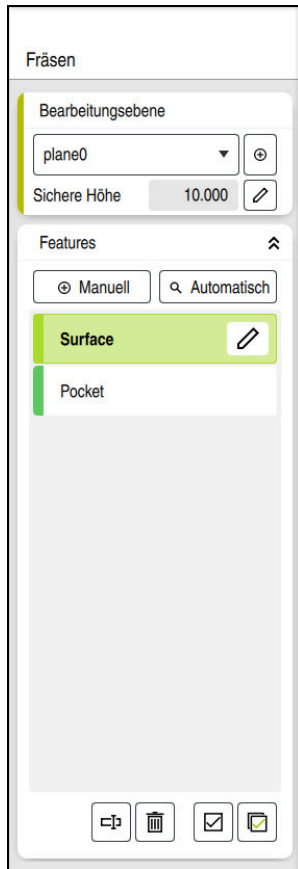 Fräsen
Bearbeitungsebene
plane0
Sichere Höhe 10.000
Features
Manuell Automatisch
Surface
Pocket